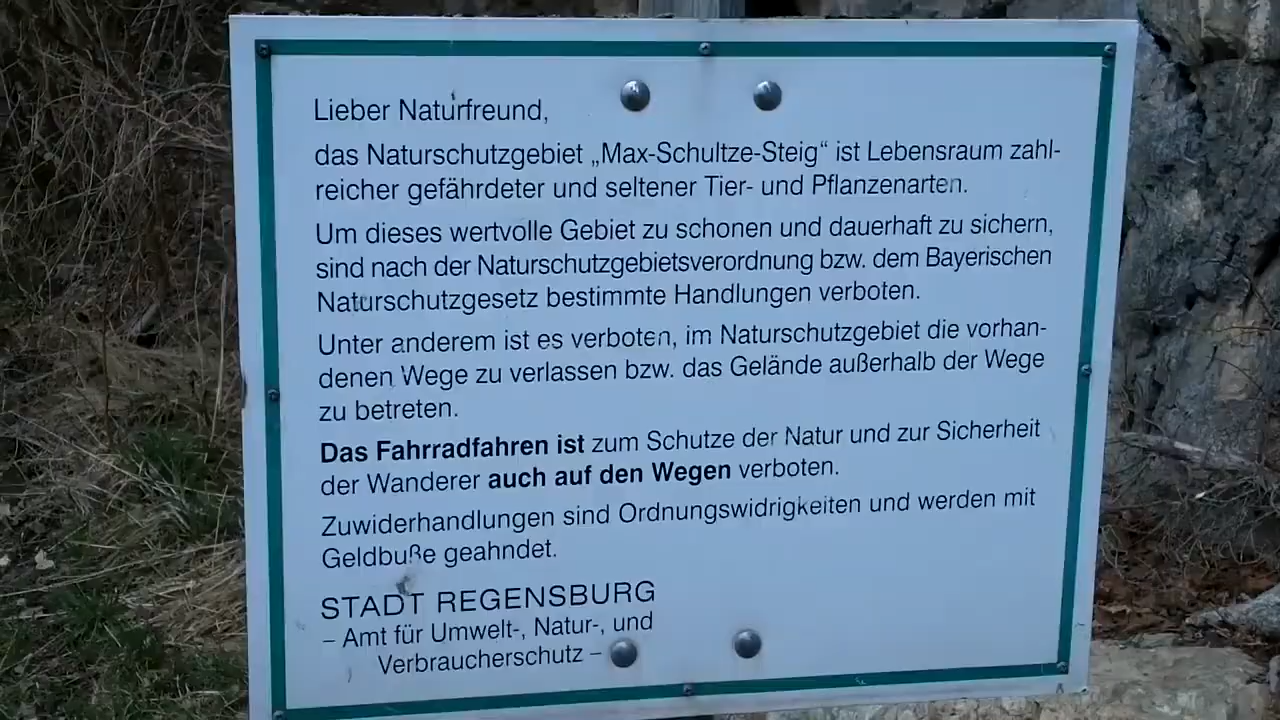 Lieber Naturfreund,
das Naturschutzgebiet „Max-Schultze-Steig“ ist Lebensraum zahl-
reicher gefährdeter und seltener Tier- und Pflanzenarten.
Um dieses wertvolle Gebiet zu schonen und dauerhaft zu sichern,
sind nach der Naturschutzgebietsverordnung bzw. dem Bayerischen
Naturschutzgesetz bestimmte Handlungen verboten.
Unter anderem ist es verboten, im Naturschutzgebiet die vorhan-
denen Wege zu verlassen bzw. das Gelände außerhalb der Wege
zu betreten.
Das Fahrradfahren ist zum Schutze der Natur und zur Sicherheit
der Wanderer auch auf den Wegen verboten.
Zuwiderhandlungen sind Ordnungswidrigkeiten und werden mit
Geldbuße geahndet.
STADT REGENSBURG
– Amt für Umwelt-, Natur-, und
Verbraucherschutz –